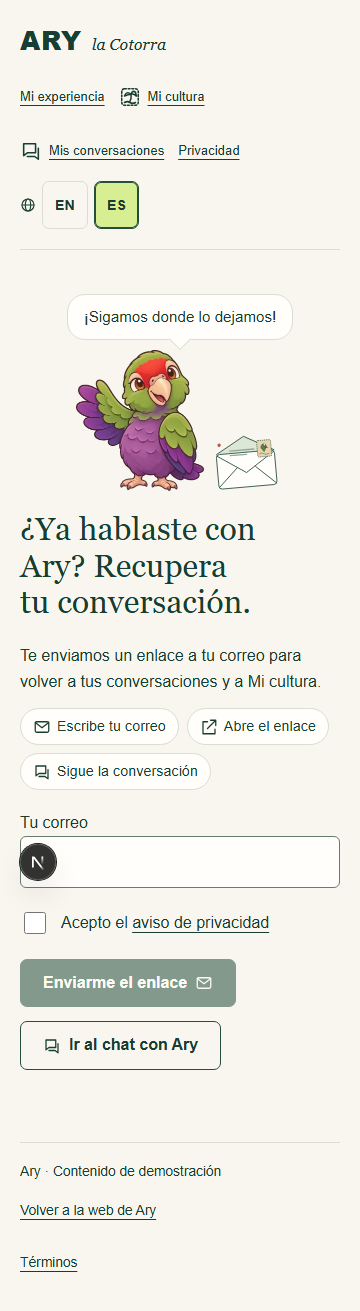 ARY la Cotorra
Mi experiencia Mi cultura
Mis conversaciones Privacidad
EN ES
¡Sigamos donde lo dejamos!
¿Ya hablaste con
Ary? Recupera
tu conversación.
Te enviamos un enlace a tu correo para
volver a tus conversaciones y a Mi cultura.
Escribe tu correo Abre el enlace
Sigue la conversación
Tu correo
N
Acepto el aviso de privacidad
Enviarme el enlace
Ir al chat con Ary
Ary · Contenido de demostración
Volver a la web de Ary
Términos